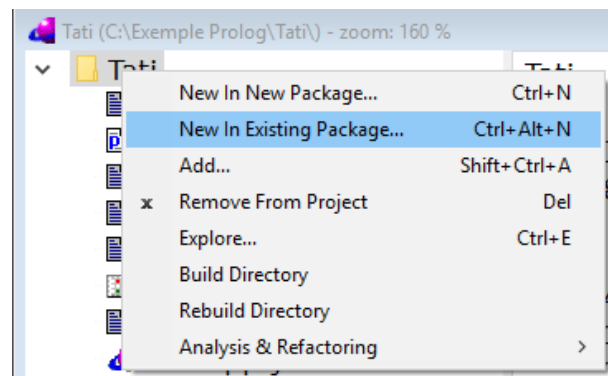 Tati (C:\Exemple Prolog\Tati\) - zoom: 160 %
Tati
New In New Package... Ctrl+N
New In Existing Package... Ctrl+Alt+N
Add... Shift+Ctrl+A
x Remove From Project Del
Explore... Ctrl+E
Build Directory
Rebuild Directory
Analysis & Refactoring >